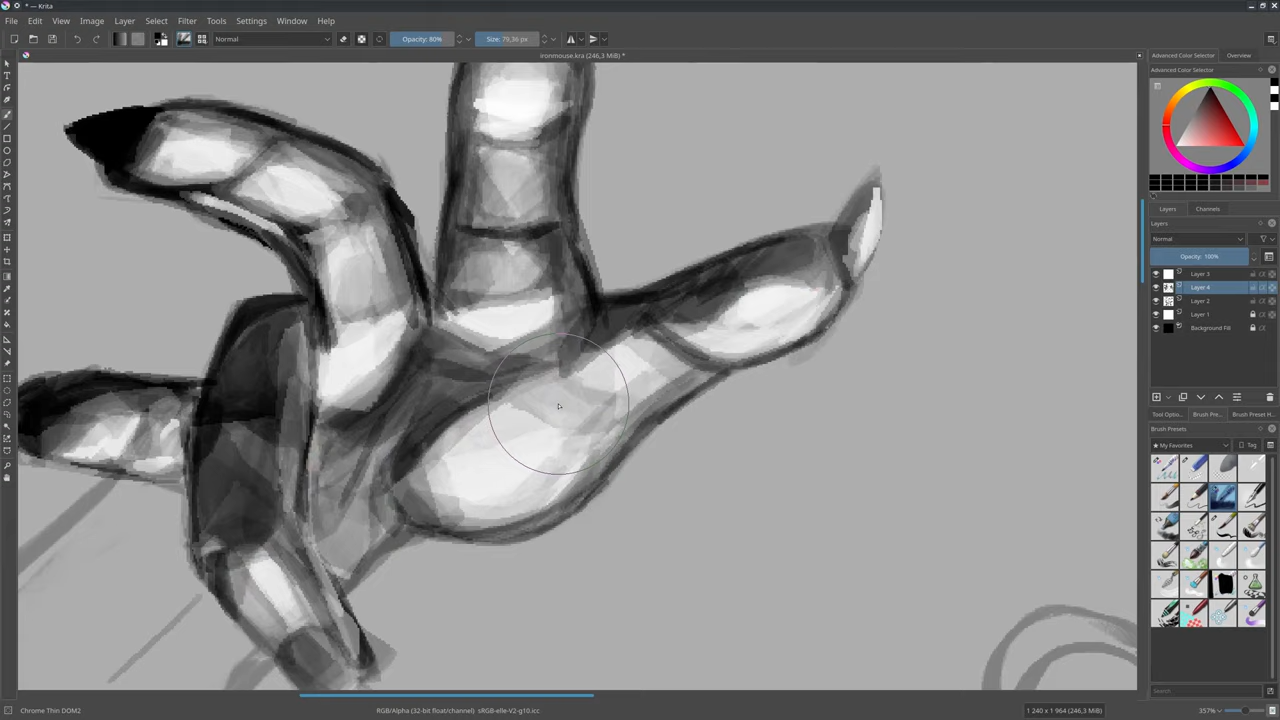 * — Krita
File Edit View Image Layer Select Filter Tools Settings Window Help
Normal
Opacity: 80%
Size: 79,36 px
ironmouse.kra (246,3 MiB) *
Advanced Color Selector
Overview
Advanced Color Selector
Layers
Channels
Layers
Normal
Opacity: 100%
Layer 3
Layer 4
Layer 2
Layer 1
Background Fill
Tool Optio...
Brush Pre...
Brush Preset H...
Brush Presets
★ My Favorites
Tag
Search
Chrome Thin DOM2
RGB/Alpha (32-bit float/channel) sRGB-elle-V2-g10.icc
1 240 x 1 964 (246,3 MiB)
357%